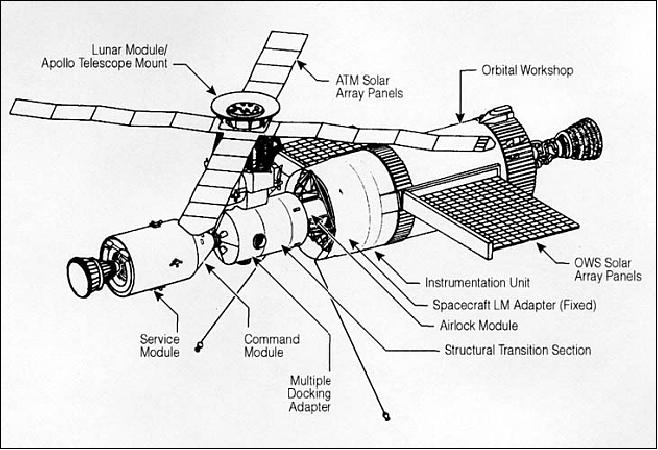 Lunar Module/
Apollo Telescope Mount
ATM Solar
Array Panels
Orbital Workshop
OWS Solar
Array Panels
Instrumentation Unit
Spacecraft LM Adapter (Fixed)
Airlock Module
Structural Transition Section
Service
Module
Command
Module
Multiple
Docking
Adapter